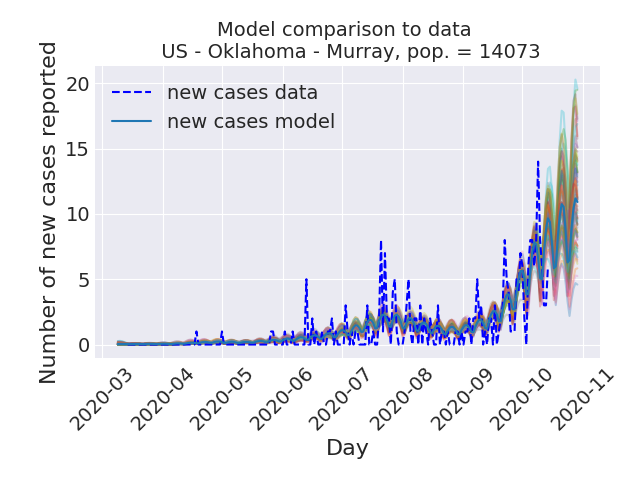 Model comparison to data
US - Oklahoma - Murray, pop. = 14073
Number of new cases reported
20
15
10
5
0
new cases data
new cases model
2020-03
2020-04
2020-05
2020-06
2020-07
2020-08
2020-09
2020-10
2020-11
Day